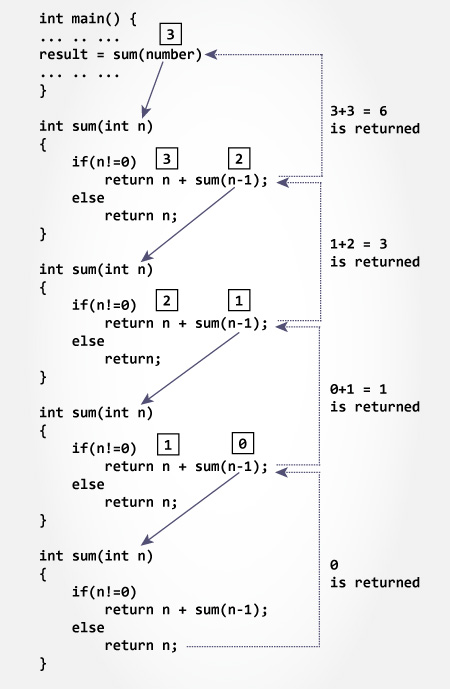 int main() {
... .. ...
3
result = sum(number)
... .. ...
}
3+3 = 6
is returned
int sum(int n)
{
if(n!=0)
3
2
return n + sum(n-1);
else
return n;
}
1+2 = 3
is returned
int sum(int n)
{
if(n!=0)
2
1
return n + sum(n-1);
else
return;
}
0+1 = 1
is returned
int sum(int n)
{
if(n!=0)
1
0
return n + sum(n-1);
else
return n;
}
int sum(int n)
{
if(n!=0)
return n + sum(n-1);
else
return n;
}
0
is returned